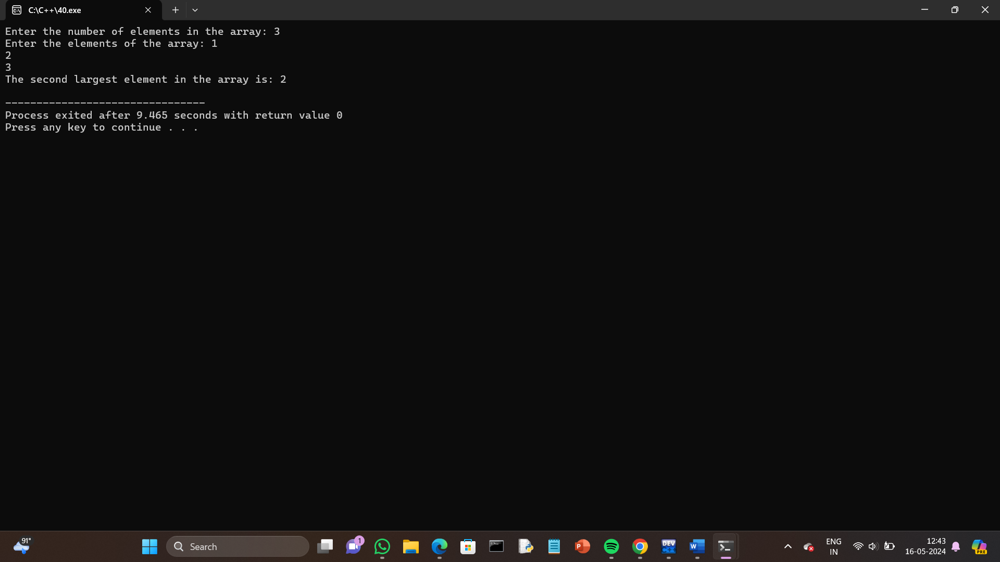 C:\C++\40.exe
Enter the number of elements in the array: 3
Enter the elements of the array: 1
2
3
The second largest element in the array is: 2
--------------------------------
Process exited after 9.465 seconds with return value 0
Press any key to continue . . .
91°
Search
1
P
DEV
C++
W
ENG
IN
12:43
16-05-2024
PRE